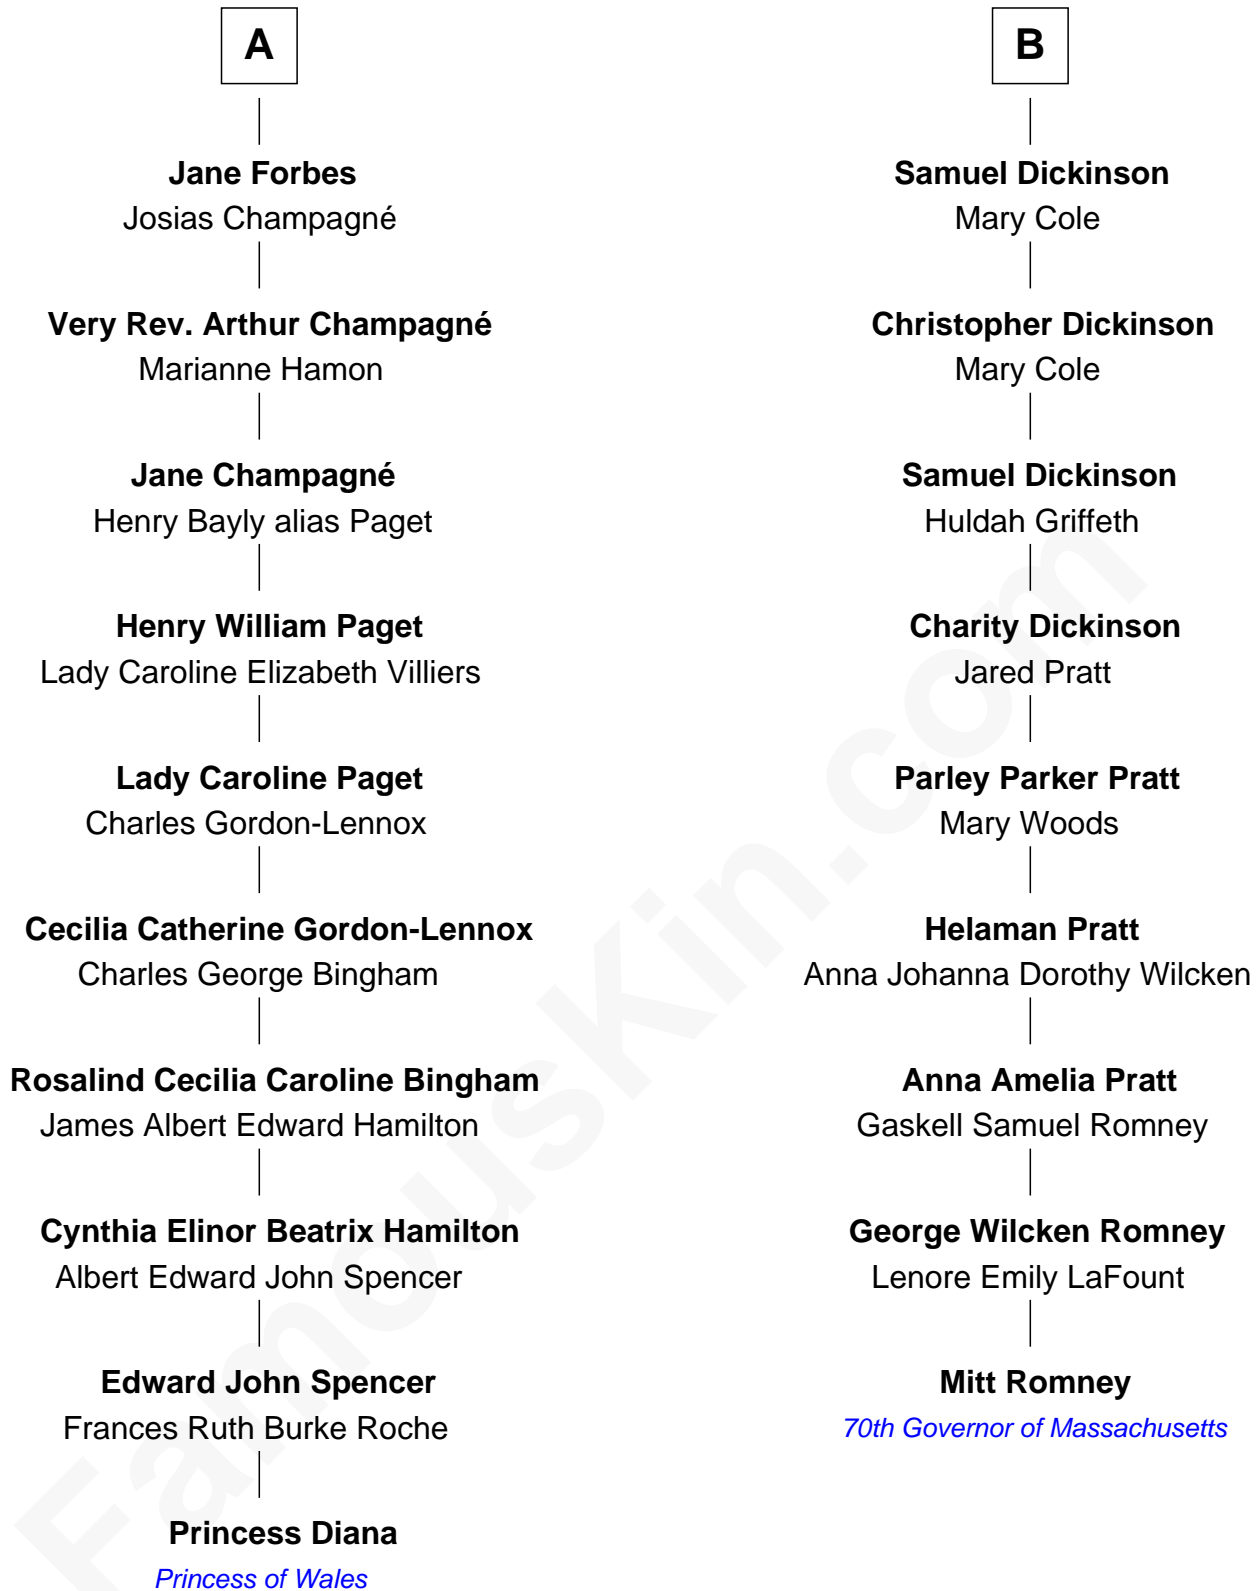 A
Jane Forbes
Josias Champagné
Very Rev. Arthur Champagné
Marianne Hamon
Jane Champagné
Henry Bayly alias Paget
Henry William Paget
Lady Caroline Elizabeth Villiers
Lady Caroline Paget
Charles Gordon-Lennox
Cecilia Catherine Gordon-Lennox
Charles George Bingham
Rosalind Cecilia Caroline Bingham
James Albert Edward Hamilton
Cynthia Elinor Beatrix Hamilton
Albert Edward John Spencer
Edward John Spencer
Frances Ruth Burke Roche
Princess Diana
Princess of Wales
B
Samuel Dickinson
Mary Cole
Christopher Dickinson
Mary Cole
Samuel Dickinson
Huldah Griffeth
Charity Dickinson
Jared Pratt
Parley Parker Pratt
Mary Woods
Helaman Pratt
Anna Johanna Dorothy Wilcken
Anna Amelia Pratt
Gaskell Samuel Romney
George Wilcken Romney
Lenore Emily LaFount
Mitt Romney
70th Governor of Massachusetts
FamousKin.com